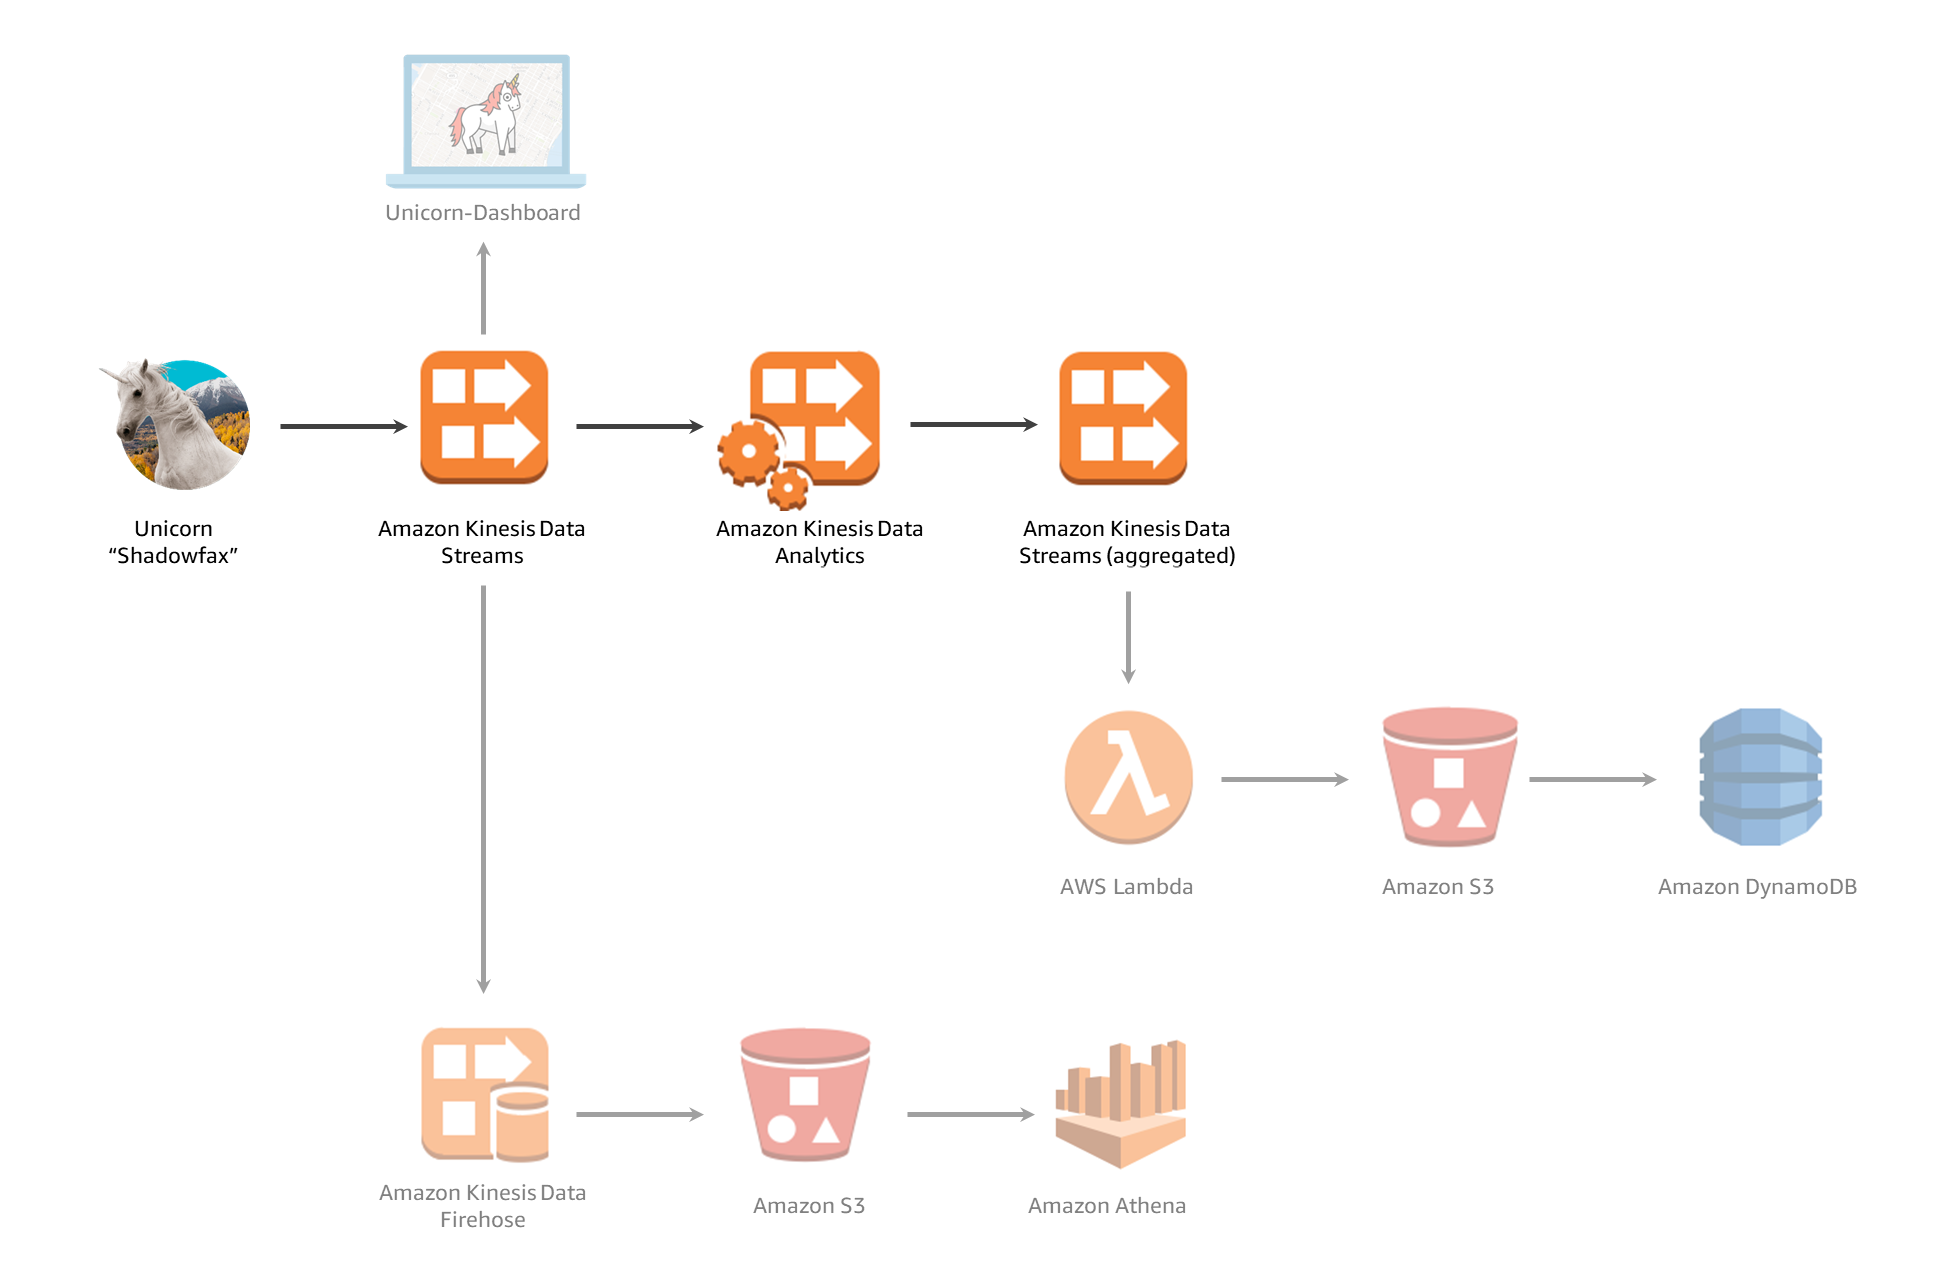 Unicorn-Dashboard
Unicorn
“Shadowfax”
Amazon Kinesis Data
Streams
Amazon Kinesis Data
Analytics
Amazon Kinesis Data
Streams (aggregated)
AWS Lambda
Amazon S3
Amazon DynamoDB
Amazon Kinesis Data
Firehose
Amazon S3
Amazon Athena